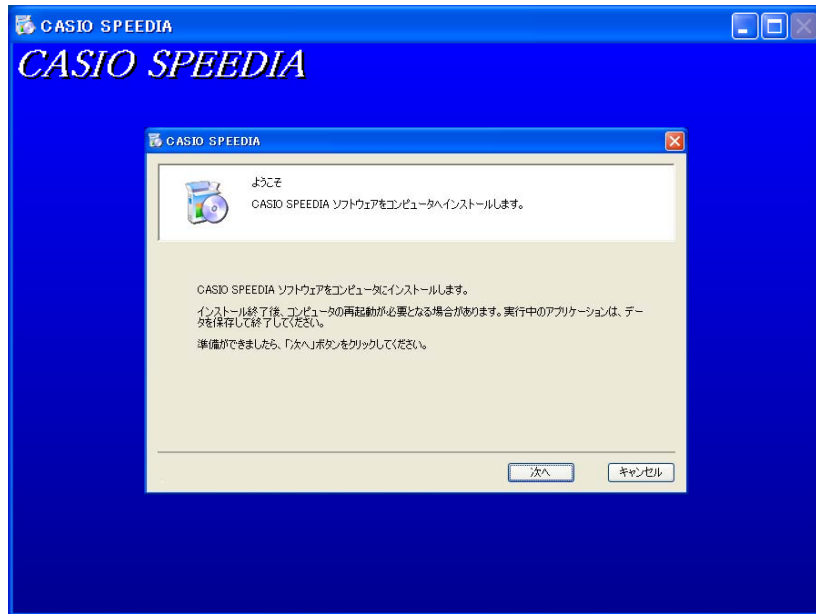 CASIO SPEEDIA
CASIO SPEEDIA
CASIO SPEEDIA
ようこそ
CASIO SPEEDIA ソフトウェアをコンピュータへインストールします。
CASIO SPEEDIA ソフトウェアをコンピュータにインストールします。
インストール終了後、コンピュータの再起動が必要となる場合があります。実行中のアプリケーションは、デー
タを保存して終了してください。
準備ができましたら、「次へ」ボタンをクリックしてください。
次へ
キャンセル